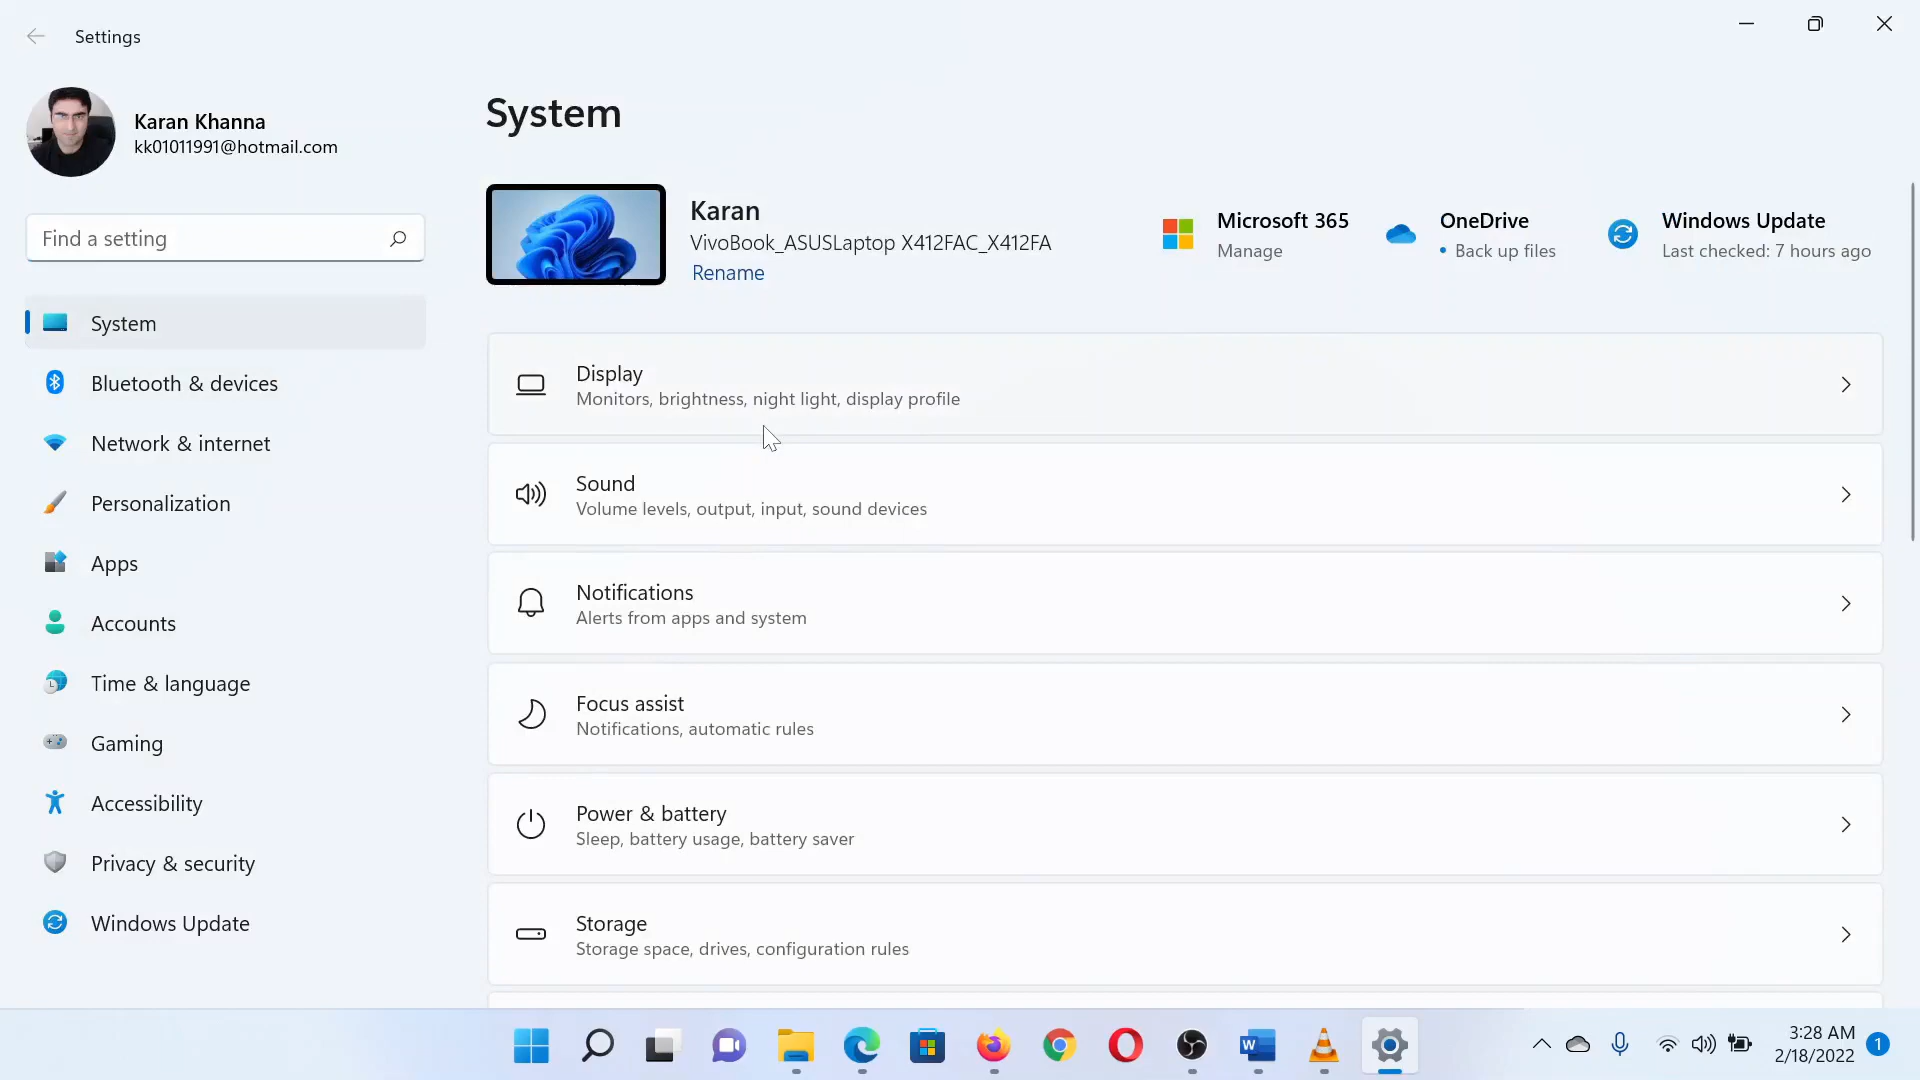 Settings
Karan Khanna
kk01011991@hotmail.com
Find a setting
System
Bluetooth & devices
Network & internet
Personalization
Apps
Accounts
Time & language
Gaming
Accessibility
Privacy & security
Windows Update
System
Karan
VivoBook_ASUSLaptop X412FAC_X412FA
Rename
Microsoft 365
Manage
OneDrive
• Back up files
Windows Update
Last checked: 7 hours ago
Display
Monitors, brightness, night light, display profile
Sound
Volume levels, output, input, sound devices
Notifications
Alerts from apps and system
Focus assist
Notifications, automatic rules
Power & battery
Sleep, battery usage, battery saver
Storage
Storage space, drives, configuration rules
3:28 AM
2/18/2022
1